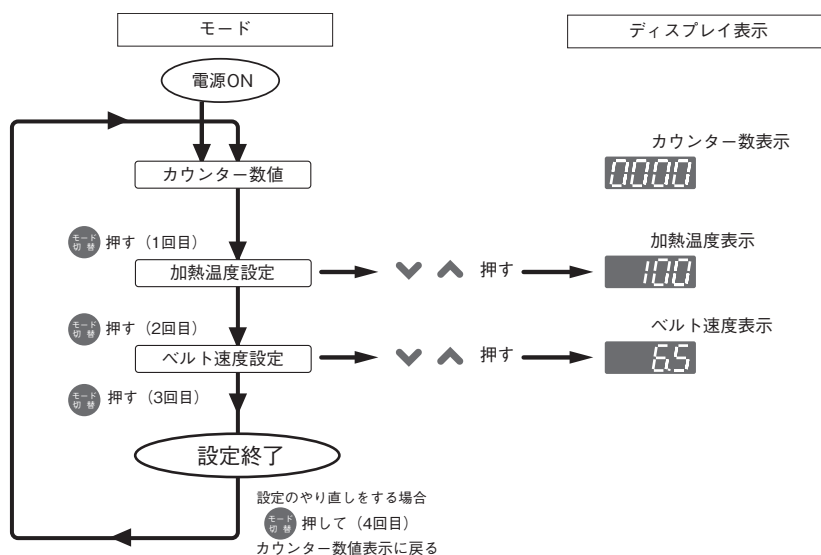 モード
ディスプレイ表示
電源ON
カウンター数表示
カウンター数値
0000
モード切替 押す（1回目）
加熱温度表示
加熱温度設定
押す
100
モード切替 押す（2回目）
ベルト速度表示
ベルト速度設定
押す
6.5
モード切替 押す（3回目）
設定終了
設定のやり直しをする場合
モード切替 押して（4回目）
カウンター数値表示に戻る